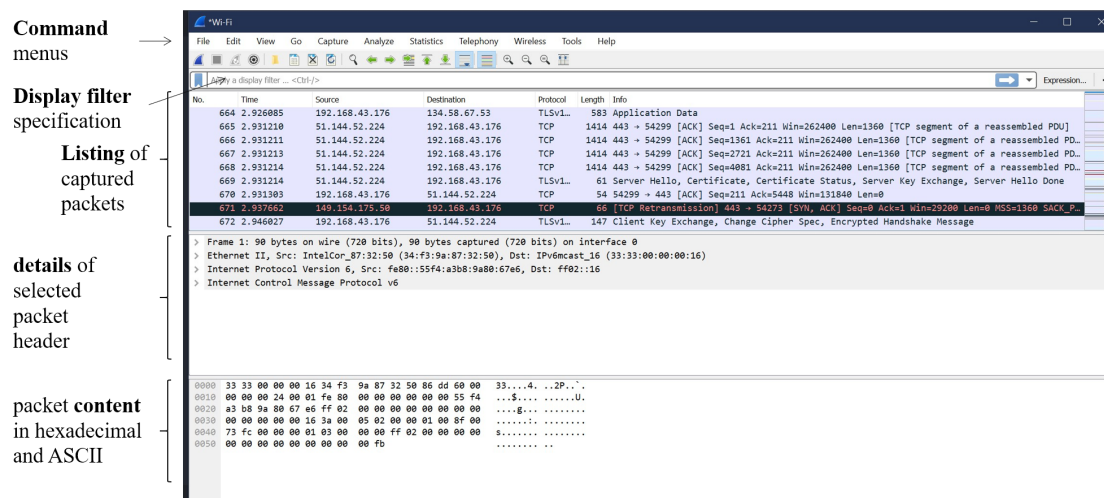 Command
menus
Display filter
specification
Listing of
captured
packets
details of
selected
packet
header
packet content
in hexadecimal
and ASCII
*Wi-Fi
File Edit View Go Capture Analyze Statistics Telephony Wireless Tools Help
Apply a display filter ... <Ctrl-/>
Expression...
No. Time Source Destination Protocol Length Info
664 2.926085 192.168.43.176 134.58.67.53 TLSv1… 583 Application Data
665 2.931210 51.144.52.224 192.168.43.176 TCP 1414 443 → 54299 [ACK] Seq=1 Ack=211 Win=262400 Len=1360 [TCP segment of a reassembled PDU]
666 2.931211 51.144.52.224 192.168.43.176 TCP 1414 443 → 54299 [ACK] Seq=1361 Ack=211 Win=262400 Len=1360 [TCP segment of a reassembled PD…
667 2.931213 51.144.52.224 192.168.43.176 TCP 1414 443 → 54299 [ACK] Seq=2721 Ack=211 Win=262400 Len=1360 [TCP segment of a reassembled PD…
668 2.931214 51.144.52.224 192.168.43.176 TCP 1414 443 → 54299 [ACK] Seq=4081 Ack=211 Win=262400 Len=1360 [TCP segment of a reassembled PD…
669 2.931214 51.144.52.224 192.168.43.176 TLSv1… 61 Server Hello, Certificate, Certificate Status, Server Key Exchange, Server Hello Done
670 2.931303 192.168.43.176 51.144.52.224 TCP 54 54299 → 443 [ACK] Seq=211 Ack=5448 Win=131840 Len=0
671 2.937662 149.154.175.50 192.168.43.176 TCP 66 [TCP Retransmission] 443 → 54273 [SYN, ACK] Seq=0 Ack=1 Win=29200 Len=0 MSS=1360 SACK_P…
672 2.946027 192.168.43.176 51.144.52.224 TLSv1… 147 Client Key Exchange, Change Cipher Spec, Encrypted Handshake Message
> Frame 1: 90 bytes on wire (720 bits), 90 bytes captured (720 bits) on interface 0
> Ethernet II, Src: IntelCor_87:32:50 (34:f3:9a:87:32:50), Dst: IPv6mcast_16 (33:33:00:00:00:16)
> Internet Protocol Version 6, Src: fe80::55f4:a3b8:9a80:67e6, Dst: ff02::16
> Internet Control Message Protocol v6
0000 33 33 00 00 00 16 34 f3 9a 87 32 50 86 dd 60 00 33....4. ..2P..`.
0010 00 00 00 24 00 01 fe 80 00 00 00 00 00 00 55 f4 ...$.... ......U.
0020 a3 b8 9a 80 67 e6 ff 02 00 00 00 00 00 00 00 00 ....g... ........
0030 00 00 00 00 00 16 3a 00 05 02 00 00 01 00 8f 00 ......:. ........
0040 73 fc 00 00 00 01 03 00 00 00 ff 02 00 00 00 00 s....... ........
0050 00 00 00 00 00 00 00 00 00 fb ........ ..